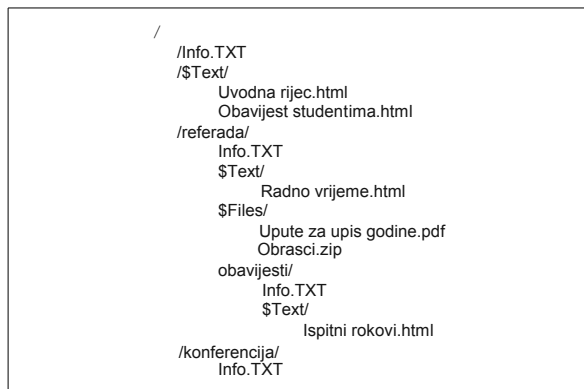 /
/Info.TXT
/$Text/
Uvodna rijec.html
Obavijest studentima.html
/referada/
Info.TXT
$Text/
Radno vrijeme.html
$Files/
Upute za upis godine.pdf
Obrasci.zip
obavijesti/
Info.TXT
$Text/
Ispitni rokovi.html
/konferencija/
Info.TXT